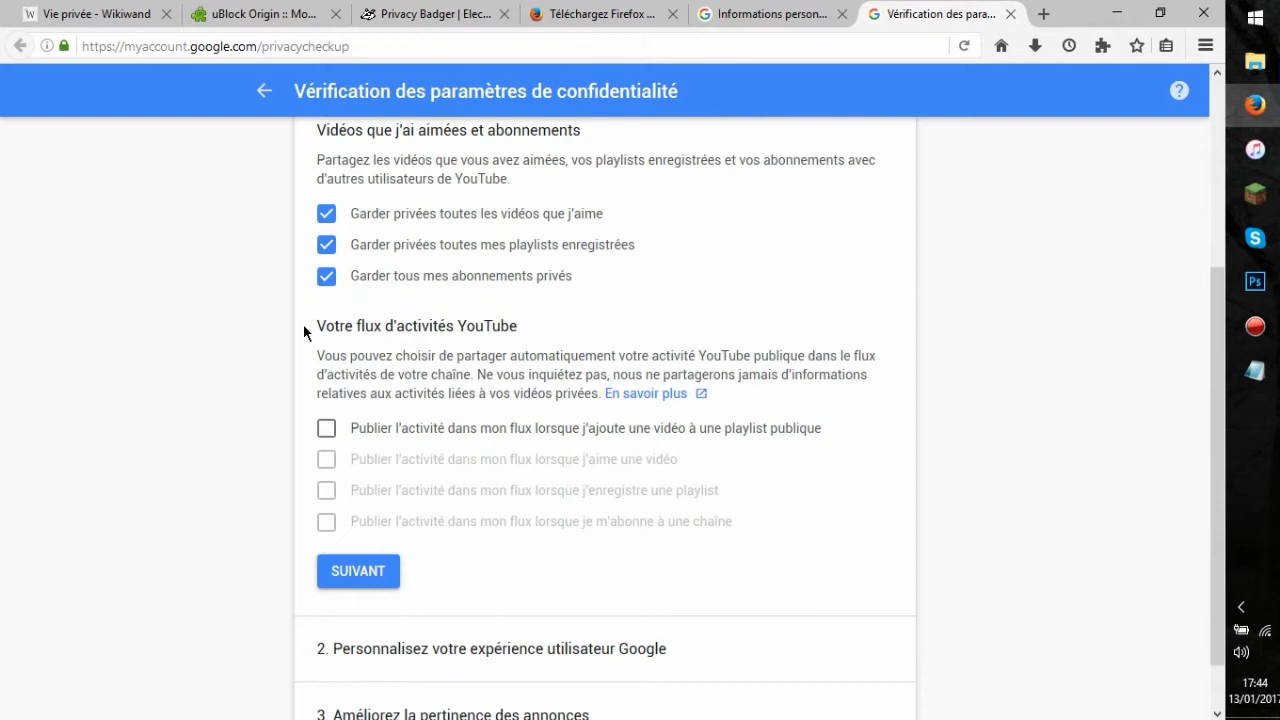 Vie privée - Wikiwand
uBlock Origin :: Mo...
Privacy Badger | Elec...
Téléchargez Firefox ...
Informations person...
Vérification des para...
https://myaccount.google.com/privacycheckup
Vérification des paramètres de confidentialité
Vidéos que j'ai aimées et abonnements
Partagez les vidéos que vous avez aimées, vos playlists enregistrées et vos abonnements avec
d'autres utilisateurs de YouTube.
Garder privées toutes les vidéos que j'aime
Garder privées toutes mes playlists enregistrées
Garder tous mes abonnements privés
Votre flux d'activités YouTube
Vous pouvez choisir de partager automatiquement votre activité YouTube publique dans le flux
d'activités de votre chaîne. Ne vous inquiétez pas, nous ne partagerons jamais d'informations
relatives aux activités liées à vos vidéos privées. En savoir plus
Publier l'activité dans mon flux lorsque j'ajoute une vidéo à une playlist publique
Publier l'activité dans mon flux lorsque j'aime une vidéo
Publier l'activité dans mon flux lorsque j'enregistre une playlist
Publier l'activité dans mon flux lorsque je m'abonne à une chaîne
SUIVANT
2. Personnalisez votre expérience utilisateur Google
3. Améliorez la pertinence des annonces
Ps
17:44
13/01/2017